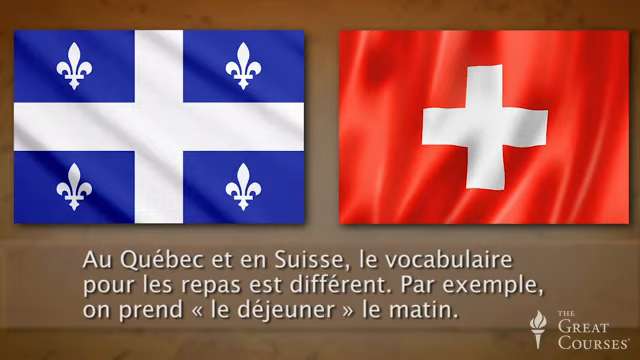 Au Québec et en Suisse, le vocabulaire
pour les repas est différent. Par exemple,
on prend « le déjeuner » le matin.
THE
GREAT
COURSES®